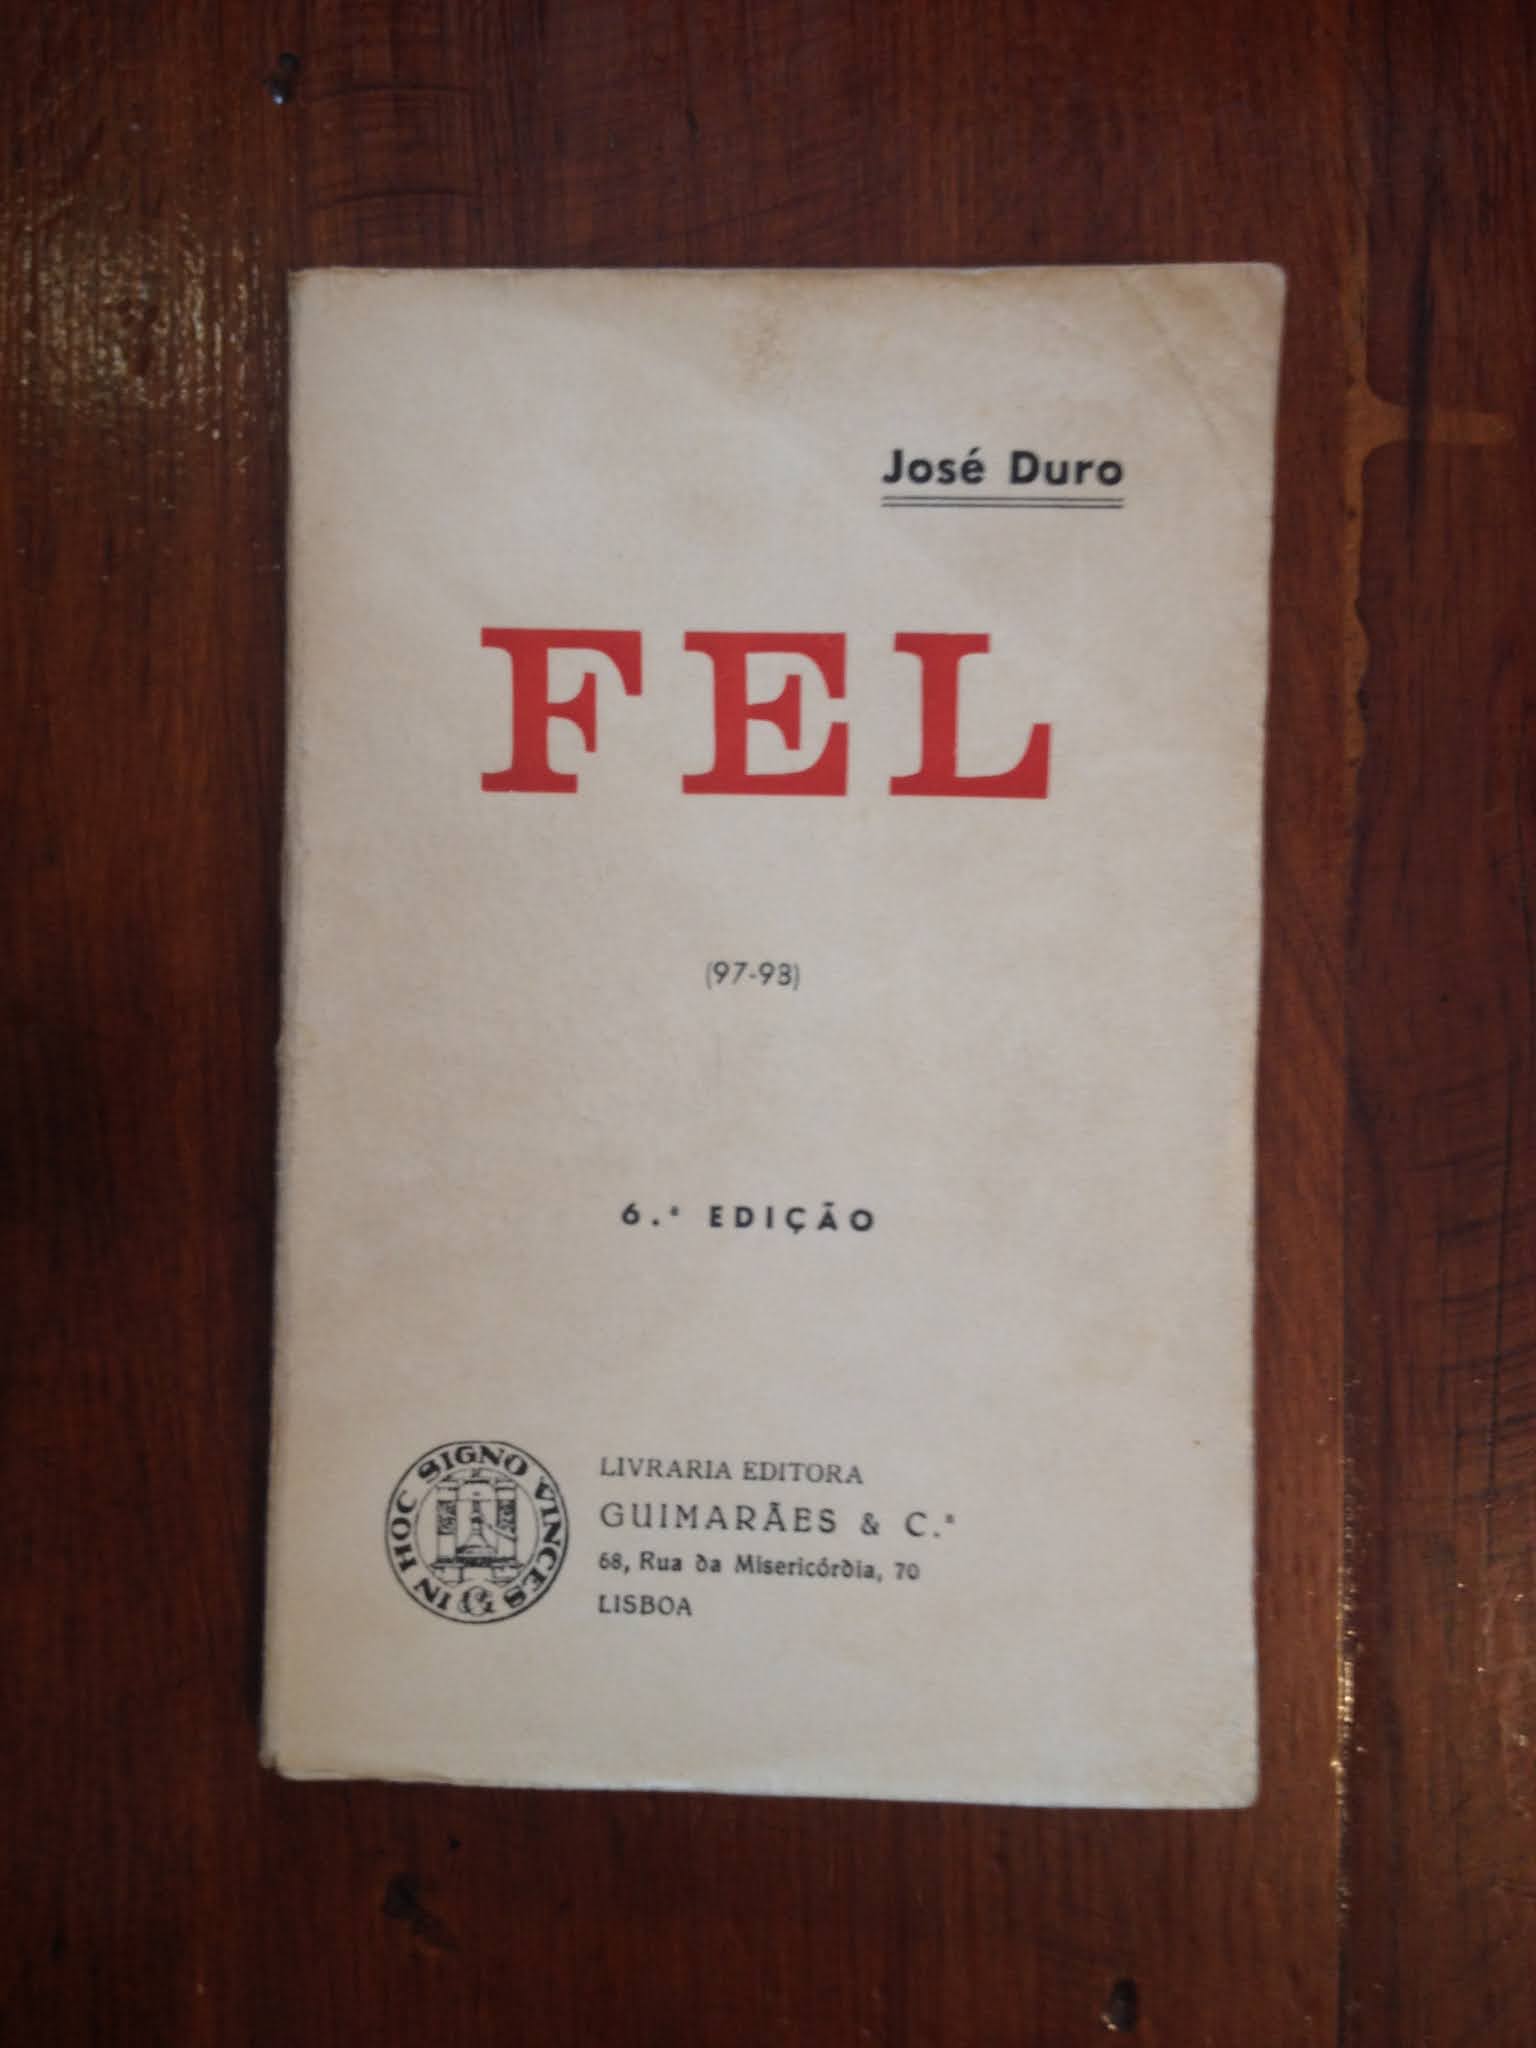 José Duro
FEL
(97-98)
6.ª EDIÇÃO
IN HOC SIGNO VINCES
LIVRARIA EDITORA
GUIMARÃES & C.ª
68, Rua da Misericórdia, 70
LISBOA